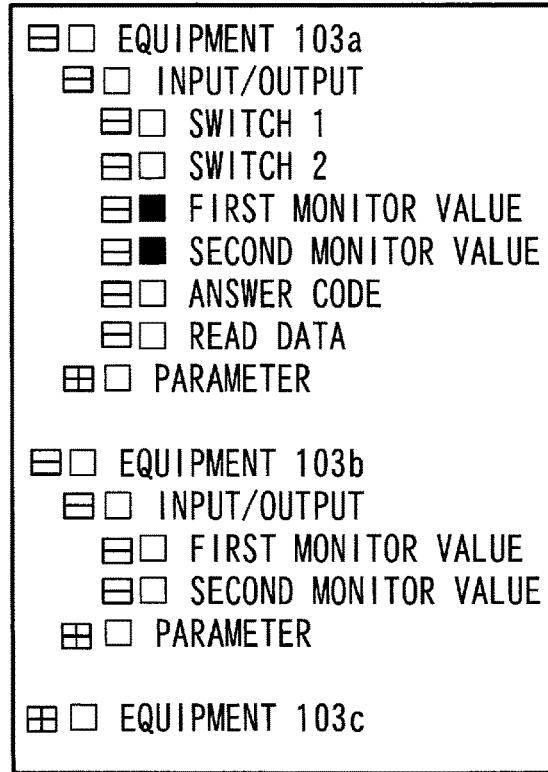 EQUIPMENT 103a
INPUT/OUTPUT
SWITCH 1
SWITCH 2
FIRST MONITOR VALUE
SECOND MONITOR VALUE
ANSWER CODE
READ DATA
PARAMETER
EQUIPMENT 103b
INPUT/OUTPUT
FIRST MONITOR VALUE
SECOND MONITOR VALUE
PARAMETER
EQUIPMENT 103c